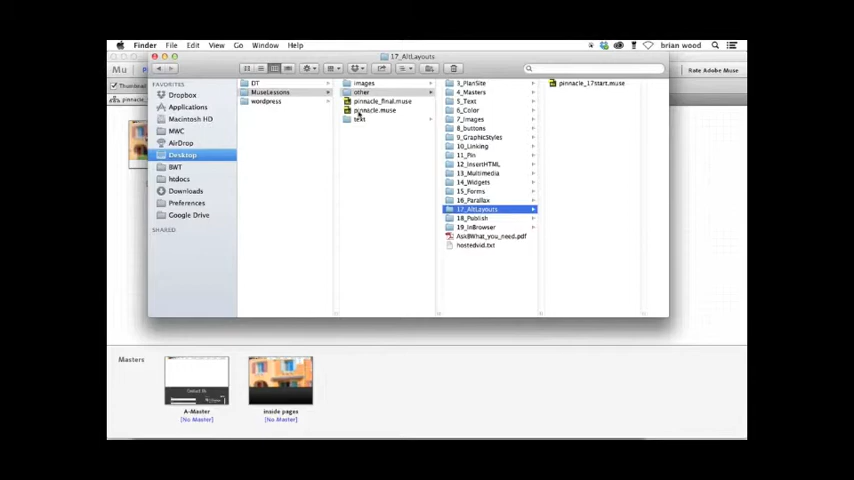 Finder File Edit View Go Window Help brian wood
Mu Rate Adobe Muse
17_AltLayouts
FAVORITES
Dropbox
Applications
Macintosh HD
MWC
AirDrop
Desktop
BWT
htdocs
Downloads
Preferences
Google Drive
SHARED
DT
MuseLessons
wordpress
images
other
pinnacle_final.muse
pinnacle.muse
text
3_PlanSite
4_Masters
5_Text
6_Color
7_Images
8_buttons
9_GraphicStyles
10_Linking
11_Pin
12_InsertHTML
13_Multimedia
14_Widgets
15_Forms
16_Parallax
17_AltLayouts
18_Publish
19_InBrowser
AskBWhat_you_need.pdf
hostedvid.txt
pinnacle_17start.muse
Masters
A-Master
[No Master]
inside pages
[No Master]